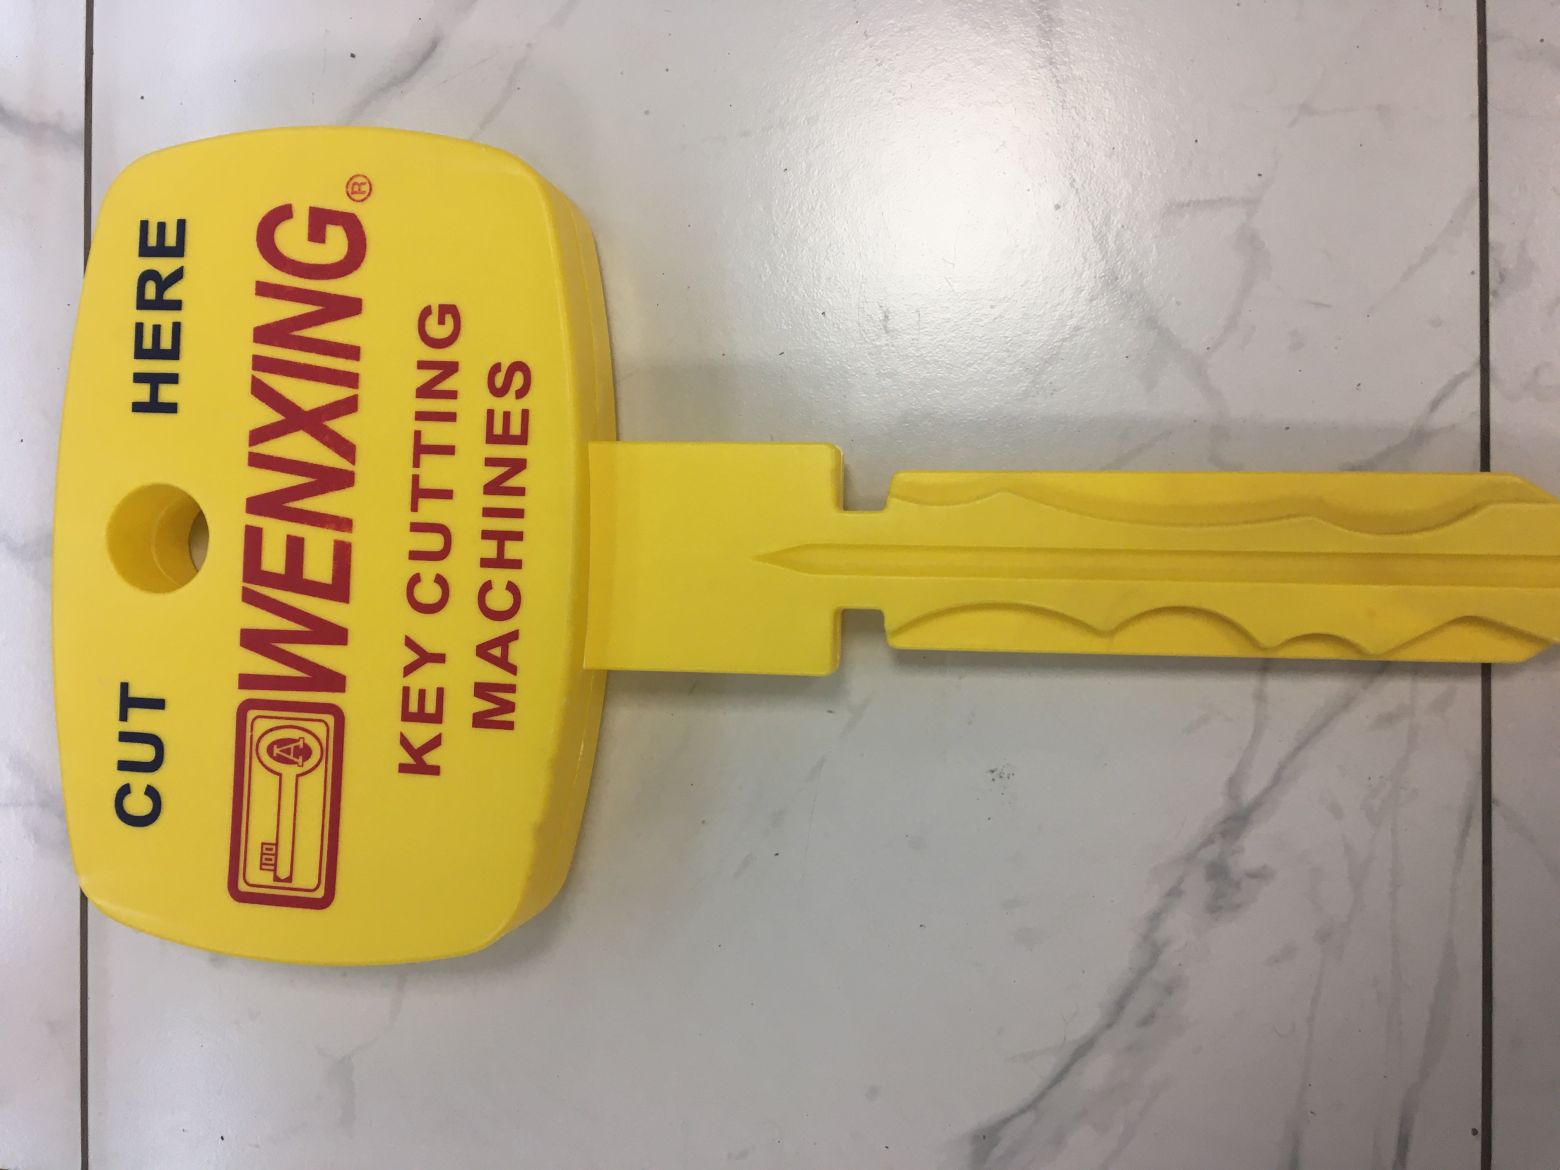 CUT HERE
A WENXING®
KEY CUTTING
MACHINES